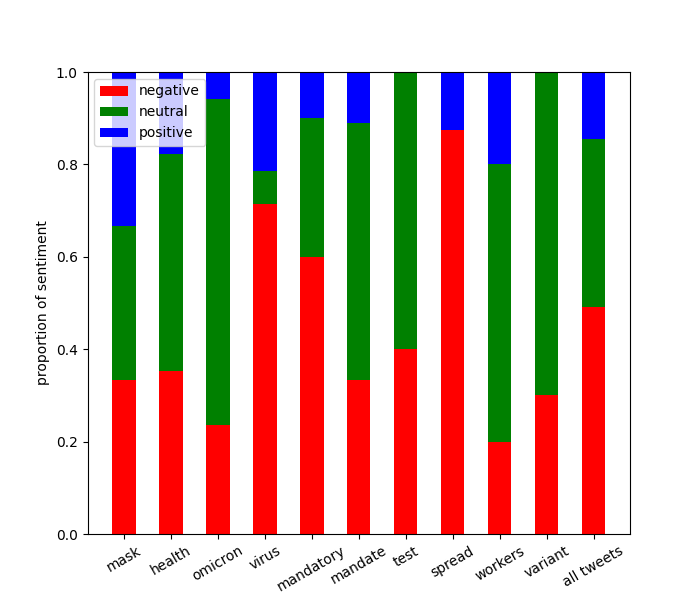 negative
neutral
positive
1.0
0.8
0.6
0.4
0.2
0.0
proportion of sentiment
mask
health
omicron
virus
mandatory
mandate
test
spread
workers
variant
all tweets